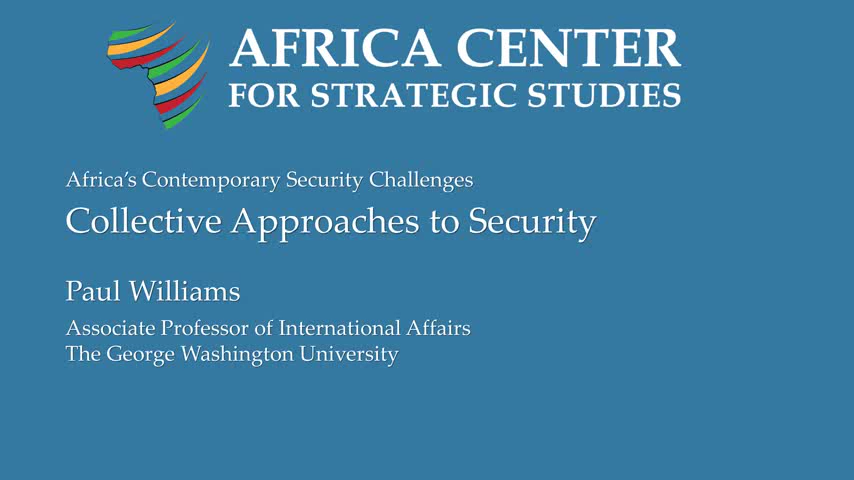 AFRICA CENTER
FOR STRATEGIC STUDIES
Africa’s Contemporary Security Challenges
Collective Approaches to Security
Paul Williams
Associate Professor of International Affairs
The George Washington University